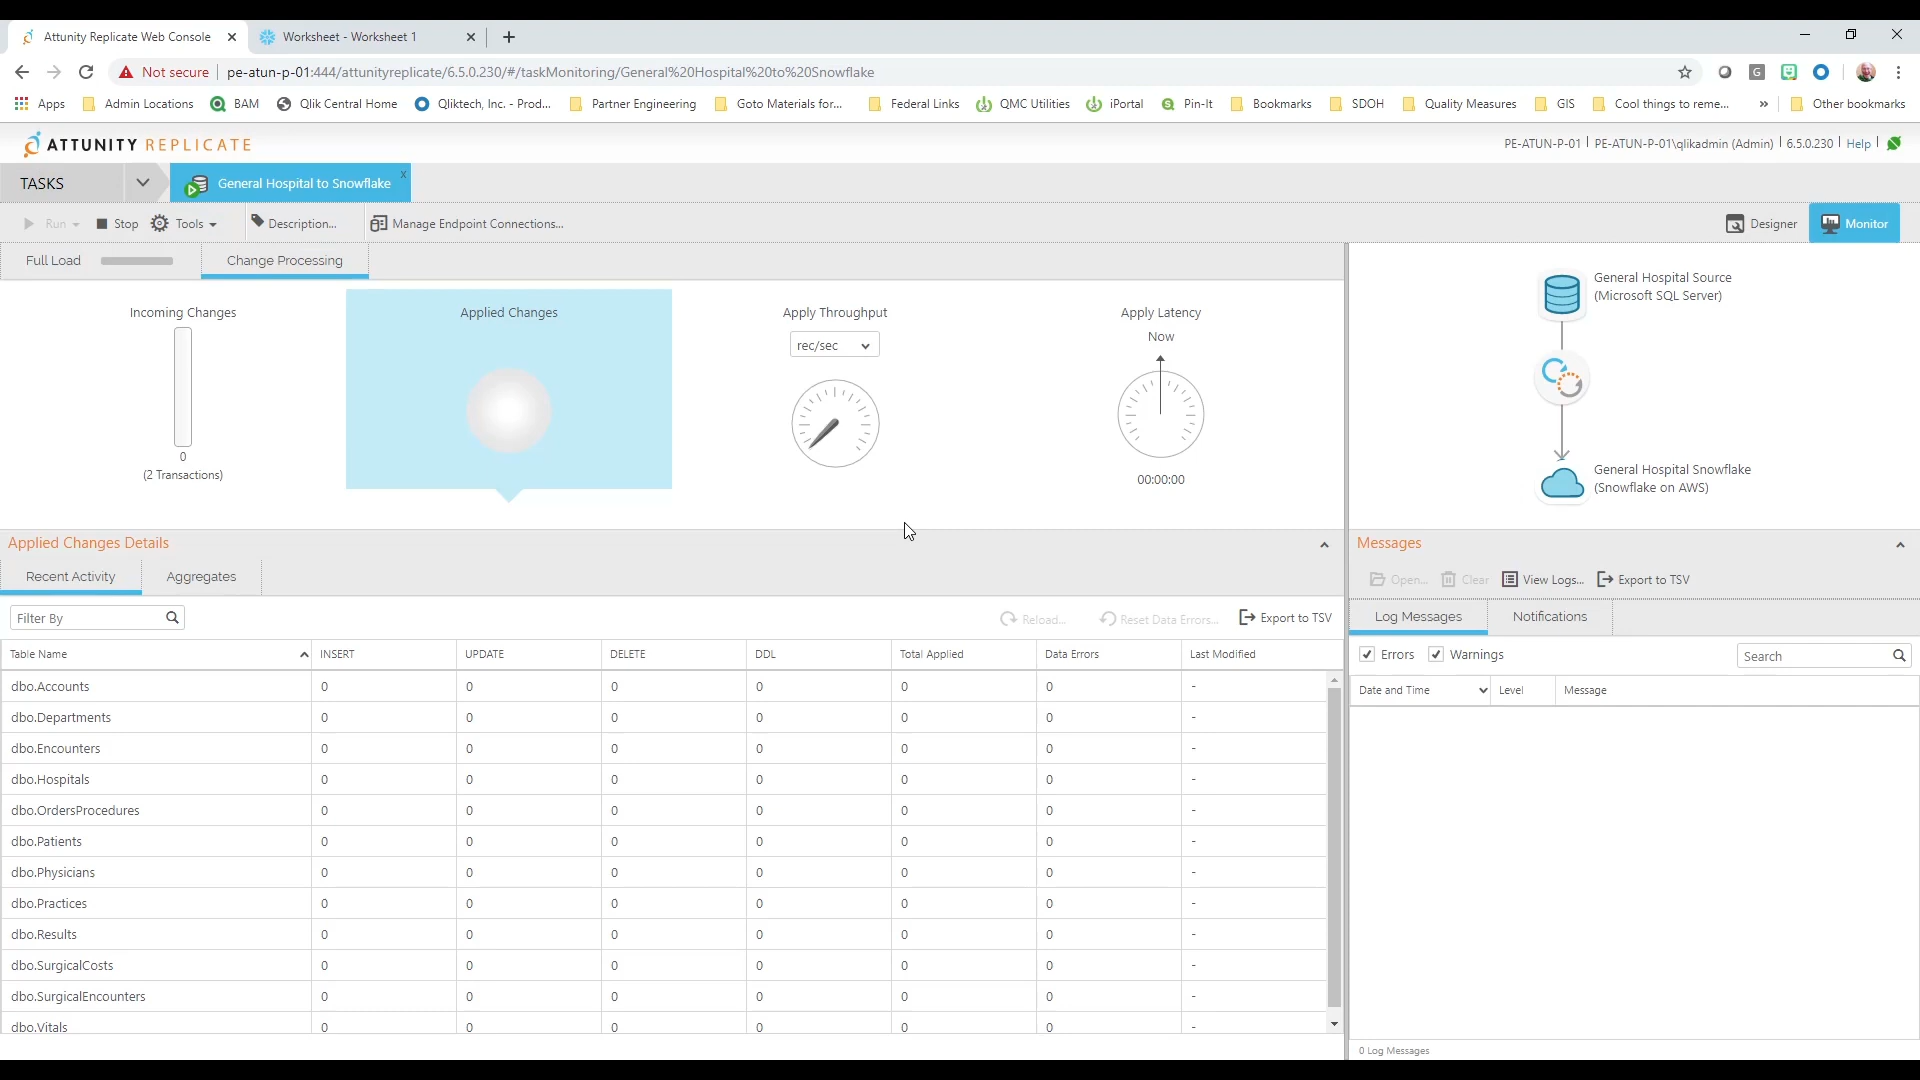 Attunity Replicate Web Console
Worksheet - Worksheet 1
Not secure
pe-atun-p-01:444/attunityreplicate/6.5.0.230/#/taskMonitoring/General%20Hospital%20to%20Snowflake
G
Apps
Admin Locations
BAM
Qlik Central Home
Qliktech, Inc. - Prod...
Partner Engineering
Goto Materials for...
Federal Links
QMC Utilities
iPortal
Pin-It
Bookmarks
SDOH
Quality Measures
GIS
Cool things to reme...
»
Other bookmarks
ATTUNITY REPLICATE
PE-ATUN-P-01
PE-ATUN-P-01\qlikadmin (Admin)
6.5.0.230
Help
TASKS
General Hospital to Snowflake
x
Run
Stop
Tools
Description...
Manage Endpoint Connections...
Designer
Monitor
Full Load
Change Processing
Incoming Changes
0
(2 Transactions)
Applied Changes
Apply Throughput
rec/sec
Apply Latency
Now
00:00:00
General Hospital Source
(Microsoft SQL Server)
General Hospital Snowflake
(Snowflake on AWS)
Applied Changes Details
Recent Activity
Aggregates
Filter By
Reload...
Reset Data Errors...
Export to TSV
Table Name INSERT UPDATE DELETE DDL Total Applied Data Errors Last Modified
dbo.Accounts 0 0 0 0 0 0 -
dbo.Departments 0 0 0 0 0 0 -
dbo.Encounters 0 0 0 0 0 0 -
dbo.Hospitals 0 0 0 0 0 0 -
dbo.OrdersProcedures 0 0 0 0 0 0 -
dbo.Patients 0 0 0 0 0 0 -
dbo.Physicians 0 0 0 0 0 0 -
dbo.Practices 0 0 0 0 0 0 -
dbo.Results 0 0 0 0 0 0 -
dbo.SurgicalCosts 0 0 0 0 0 0 -
dbo.SurgicalEncounters 0 0 0 0 0 0 -
dbo.Vitals 0 0 0 0 0 0 -
Messages
Open...
Clear
View Logs...
Export to TSV
Log Messages
Notifications
Errors
Warnings
Search
Date and Time Level Message
0 Log Messages